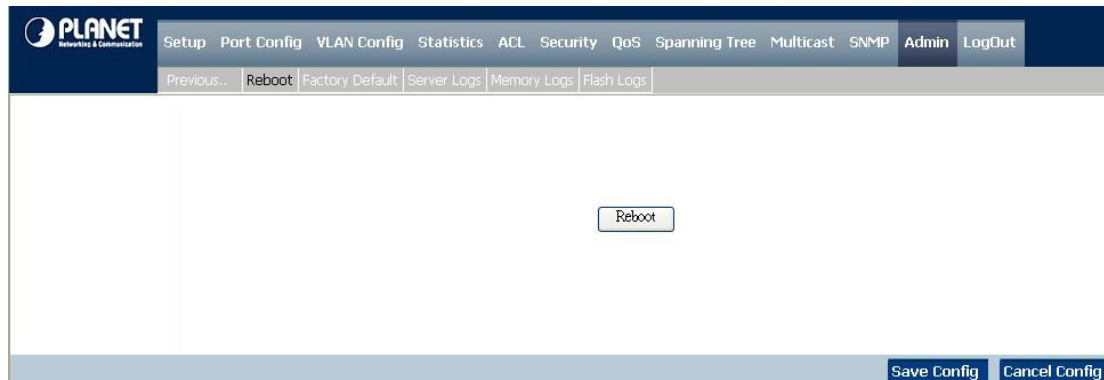 PLANET
Networking & Communication
Setup Port Config VLAN Config Statistics ACL Security QoS Spanning Tree Multicast SNMP Admin LogOut
Previous.. Reboot Factory Default Server Logs Memory Logs Flash Logs
Reboot
Save Config Cancel Config